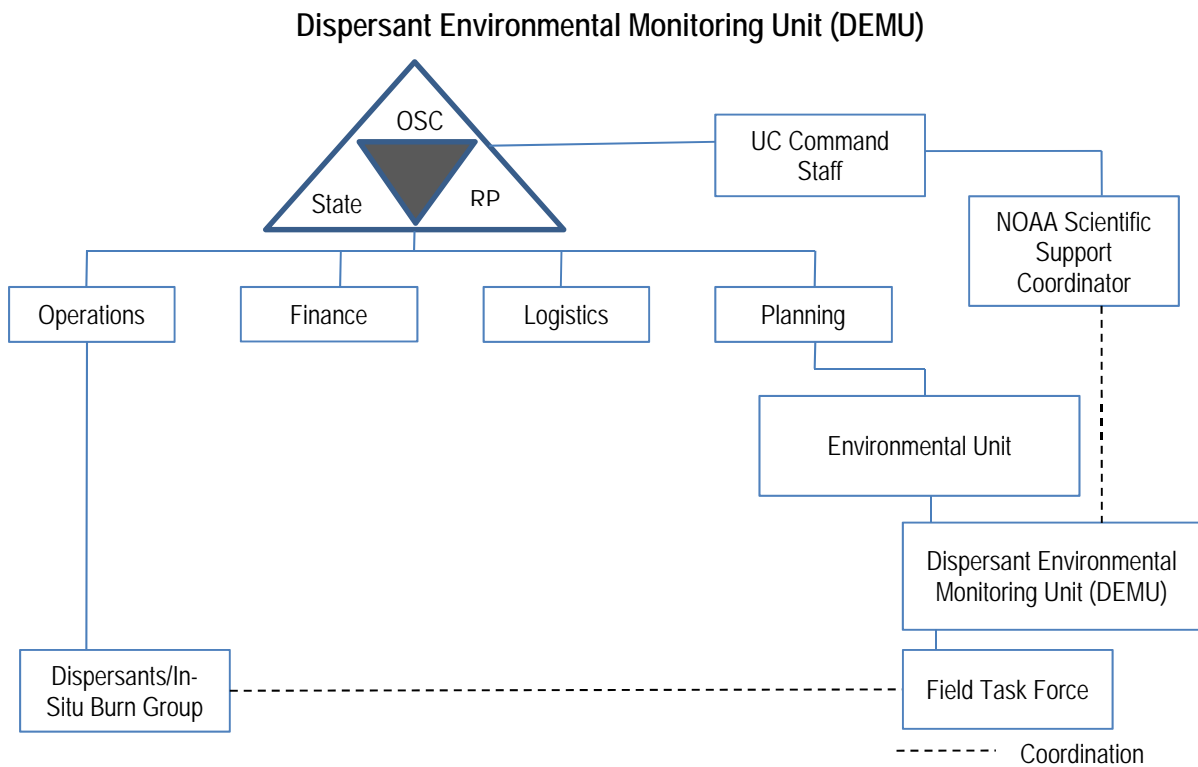 Dispersant Environmental Monitoring Unit (DEMU)
OSC
State
RP
UC Command
Staff
NOAA Scientific
Support
Coordinator
Operations
Finance
Logistics
Planning
Environmental Unit
Dispersant Environmental
Monitoring Unit (DEMU)
Dispersants/In-
Situ Burn Group
Field Task Force
Coordination